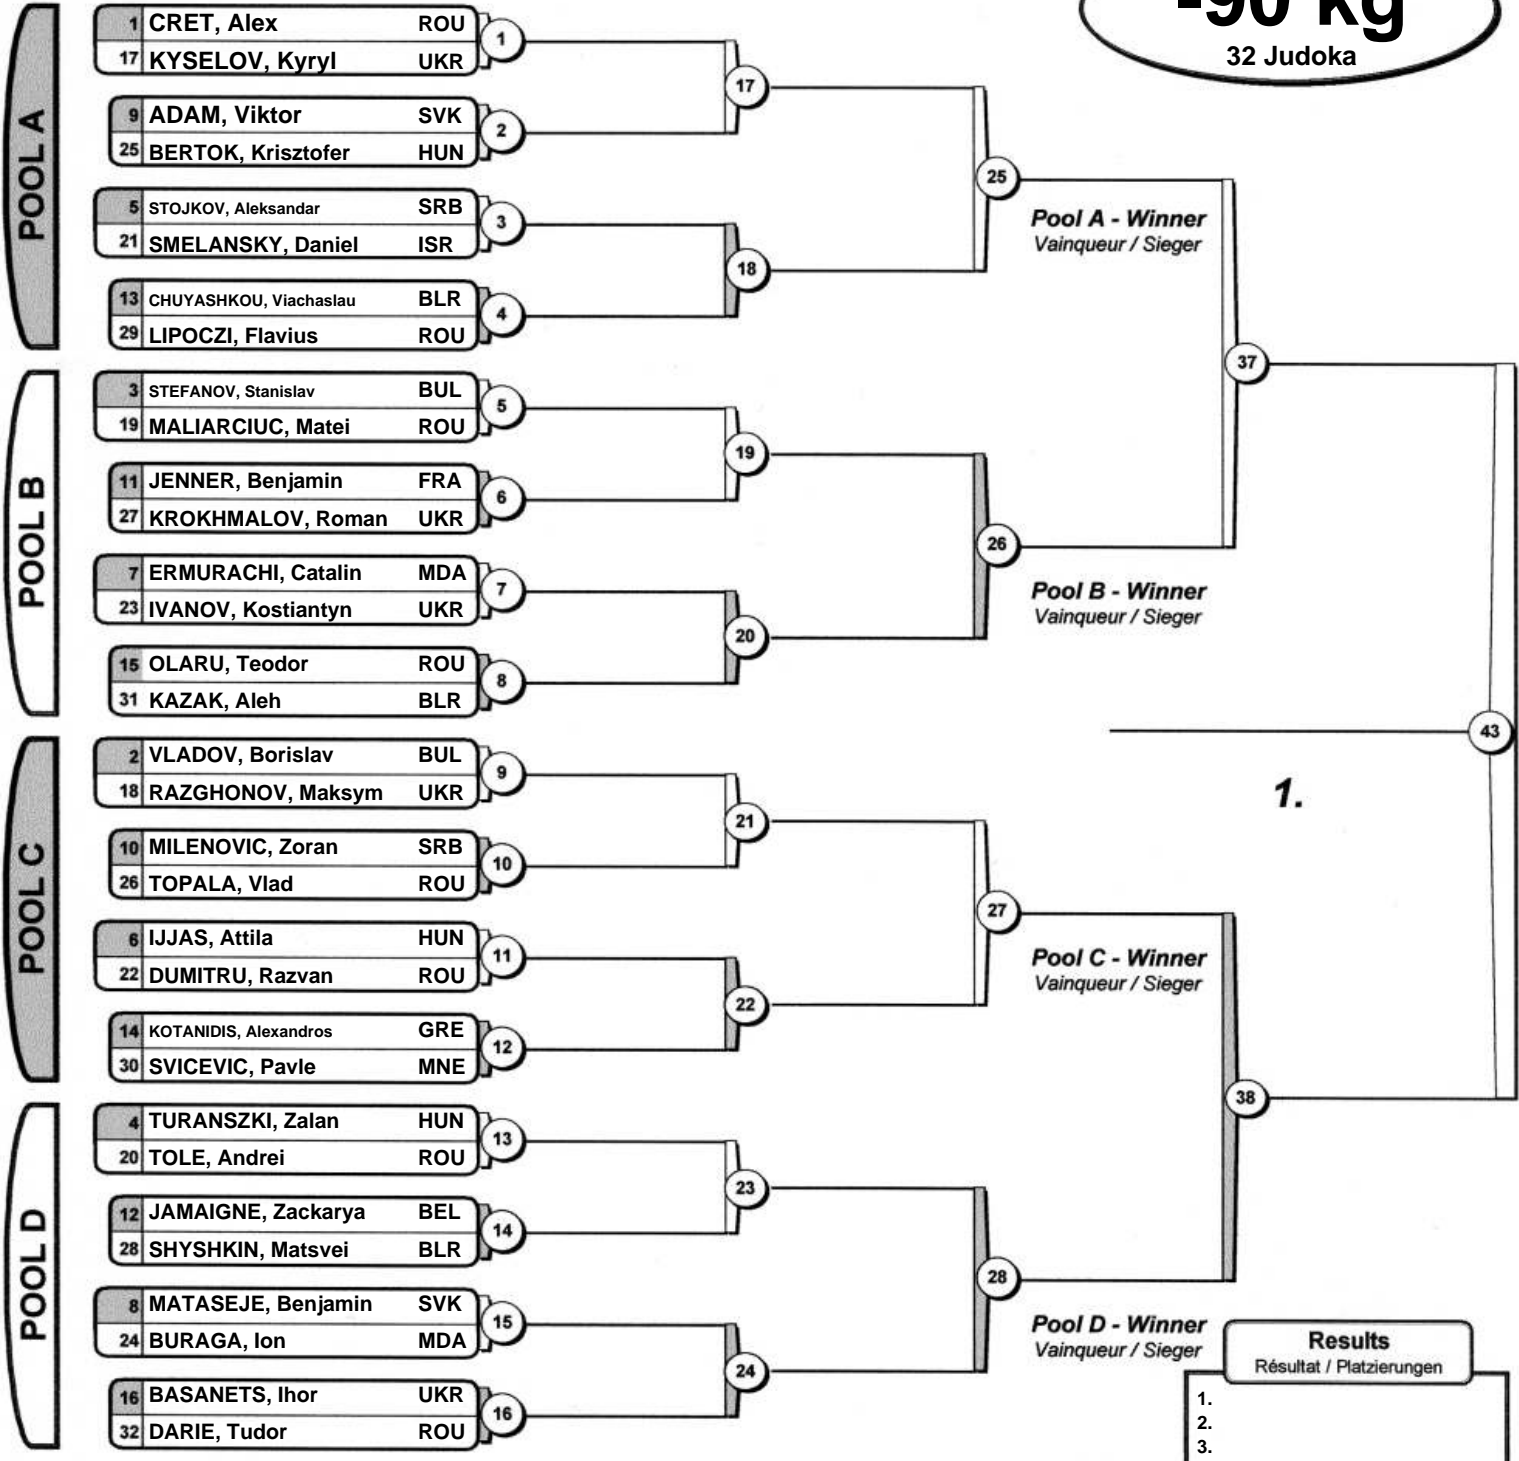 -90 kg
32 Judoka
POOL A
1 CRET, Alex ROU
17 KYSELOV, Kyryl UKR
1
9 ADAM, Viktor SVK
25 BERTOK, Krisztofer HUN
2
17
5 STOJKOV, Aleksandar SRB
21 SMELANSKY, Daniel ISR
3
13 CHUYASHKOU, Viachaslau BLR
29 LIPOCZI, Flavius ROU
4
18
25
Pool A - Winner
Vainqueur / Sieger
POOL B
3 STEFANOV, Stanislav BUL
19 MALIARCIUC, Matei ROU
5
11 JENNER, Benjamin FRA
27 KROKHMALOV, Roman UKR
6
19
7 ERMURACHI, Catalin MDA
23 IVANOV, Kostiantyn UKR
7
15 OLARU, Teodor ROU
31 KAZAK, Aleh BLR
8
20
26
Pool B - Winner
Vainqueur / Sieger
37
POOL C
2 VLADOV, Borislav BUL
18 RAZGHONOV, Maksym UKR
9
10 MILENOVIC, Zoran SRB
26 TOPALA, Vlad ROU
10
21
6 IJJAS, Attila HUN
22 DUMITRU, Razvan ROU
11
14 KOTANIDIS, Alexandros GRE
30 SVICEVIC, Pavle MNE
12
22
27
Pool C - Winner
Vainqueur / Sieger
POOL D
4 TURANSZKI, Zalan HUN
20 TOLE, Andrei ROU
13
12 JAMAIGNE, Zackarya BEL
28 SHYSHKIN, Matsvei BLR
14
23
8 MATASEJE, Benjamin SVK
24 BURAGA, Ion MDA
15
16 BASANETS, Ihor UKR
32 DARIE, Tudor ROU
16
24
28
Pool D - Winner
Vainqueur / Sieger
38
43
1.
Results
Résultat / Platzierungen
1.
2.
3.